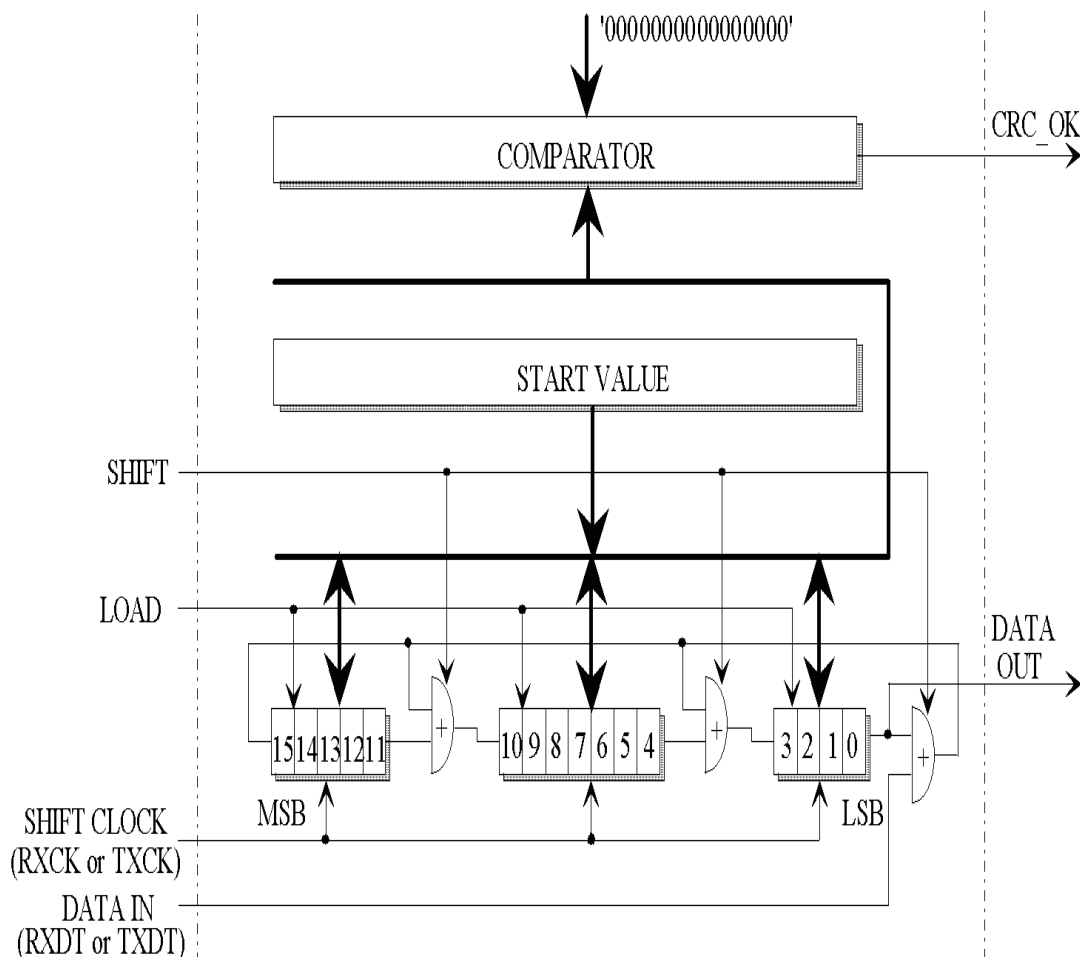 '0000000000000000'
CRC_OK
COMPARATOR
START VALUE
SHIFT
LOAD
DATA
OUT
+
+
+
15 14 13 12 11
10 9 8 7 6 5 4
3 2 1 0
MSB
LSB
SHIFT CLOCK
(RXCK or TXCK)
DATA IN
(RXDT or TXDT)